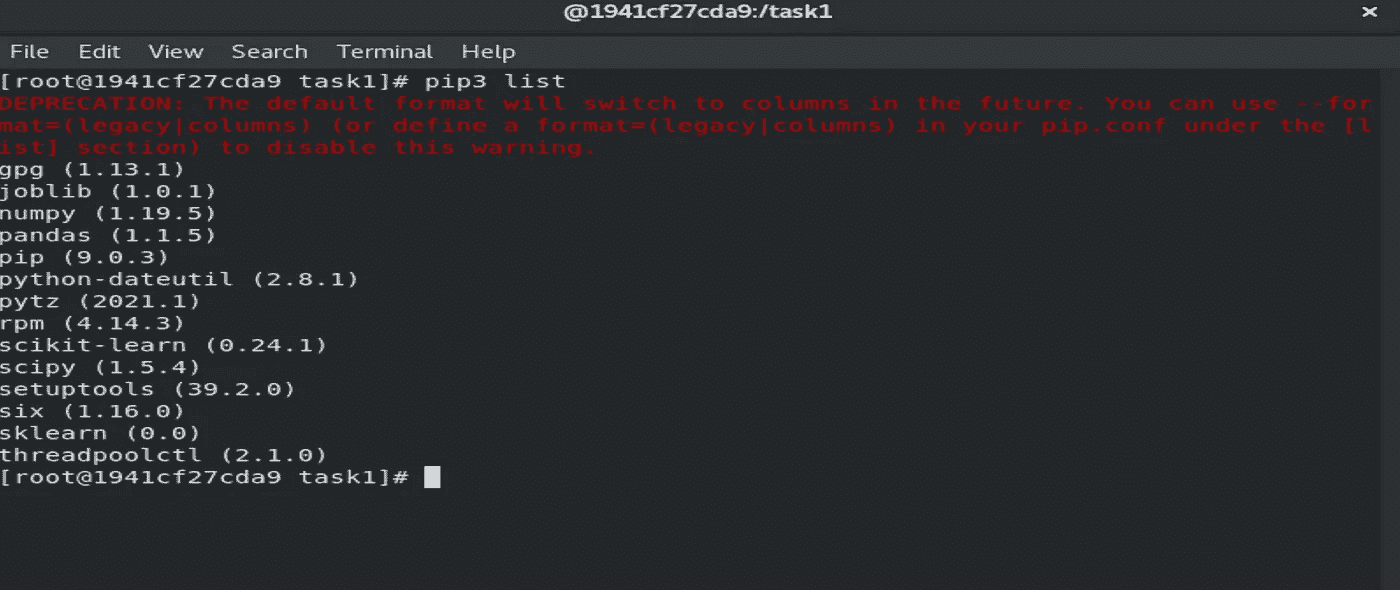 @1941cf27cda9:/task1 ×
File Edit View Search Terminal Help
[root@1941cf27cda9 task1]# pip3 list
DEPRECATION: The default format will switch to columns in the future. You can use --for
mat=(legacy|columns) (or define a format=(legacy|columns) in your pip.conf under the [l
ist] section) to disable this warning.
gpg (1.13.1)
joblib (1.0.1)
numpy (1.19.5)
pandas (1.1.5)
pip (9.0.3)
python-dateutil (2.8.1)
pytz (2021.1)
rpm (4.14.3)
scikit-learn (0.24.1)
scipy (1.5.4)
setuptools (39.2.0)
six (1.16.0)
sklearn (0.0)
threadpoolctl (2.1.0)
[root@1941cf27cda9 task1]#